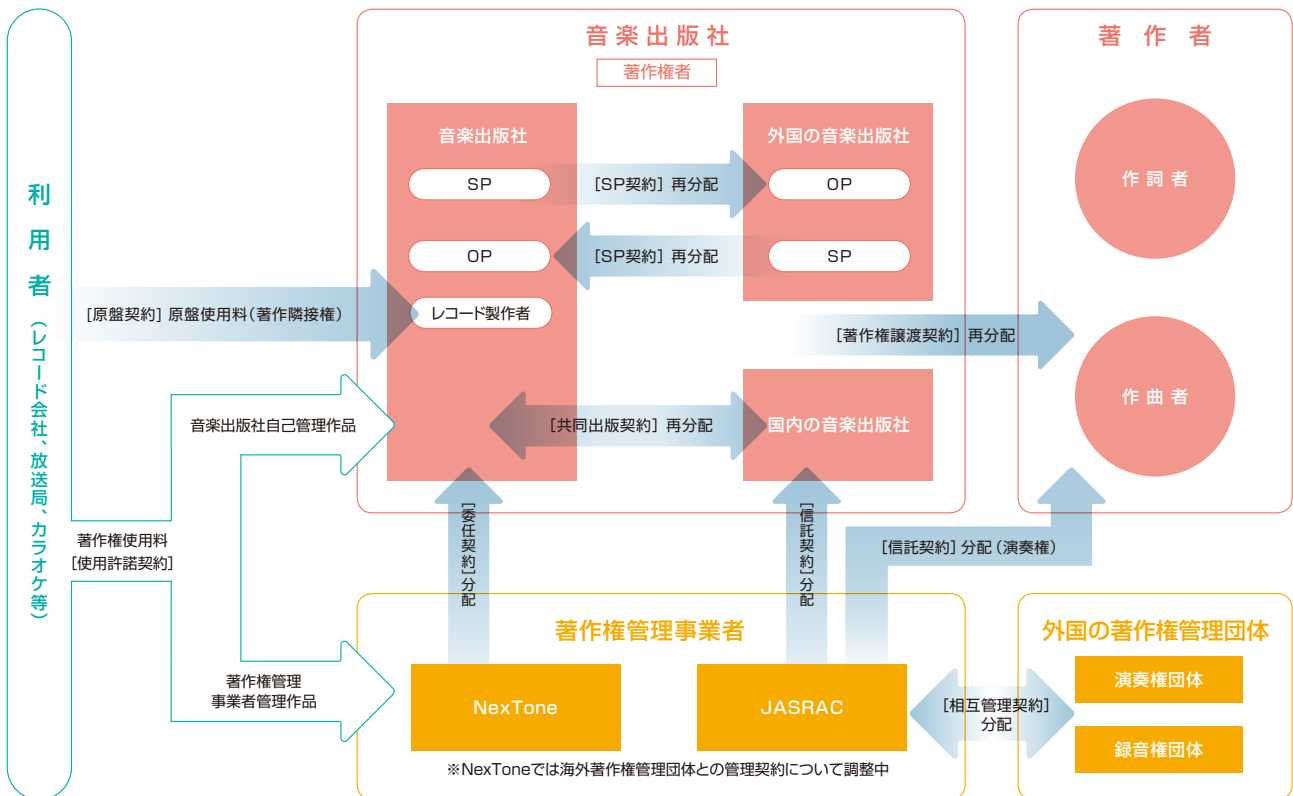 利用者(レコード会社、放送局、カラオケ等)
音楽出版社
著作権者
音楽出版社
SP
OP
レコード製作者
外国の音楽出版社
OP
SP
[SP契約] 再分配
[SP契約] 再分配
[原盤契約] 原盤使用料(著作隣接権)
[著作権譲渡契約] 再分配
音楽出版社自己管理作品
[共同出版契約] 再分配
国内の音楽出版社
著作者
作詞者
作曲者
著作権使用料
[使用許諾契約]
[委任契約]分配
[信託契約]分配
[信託契約] 分配 (演奏権)
著作権管理
事業者管理作品
著作権管理事業者
NexTone
JASRAC
※NexToneでは海外著作権管理団体との管理契約について調整中
[相互管理契約]
分配
外国の著作権管理団体
演奏権団体
録音権団体